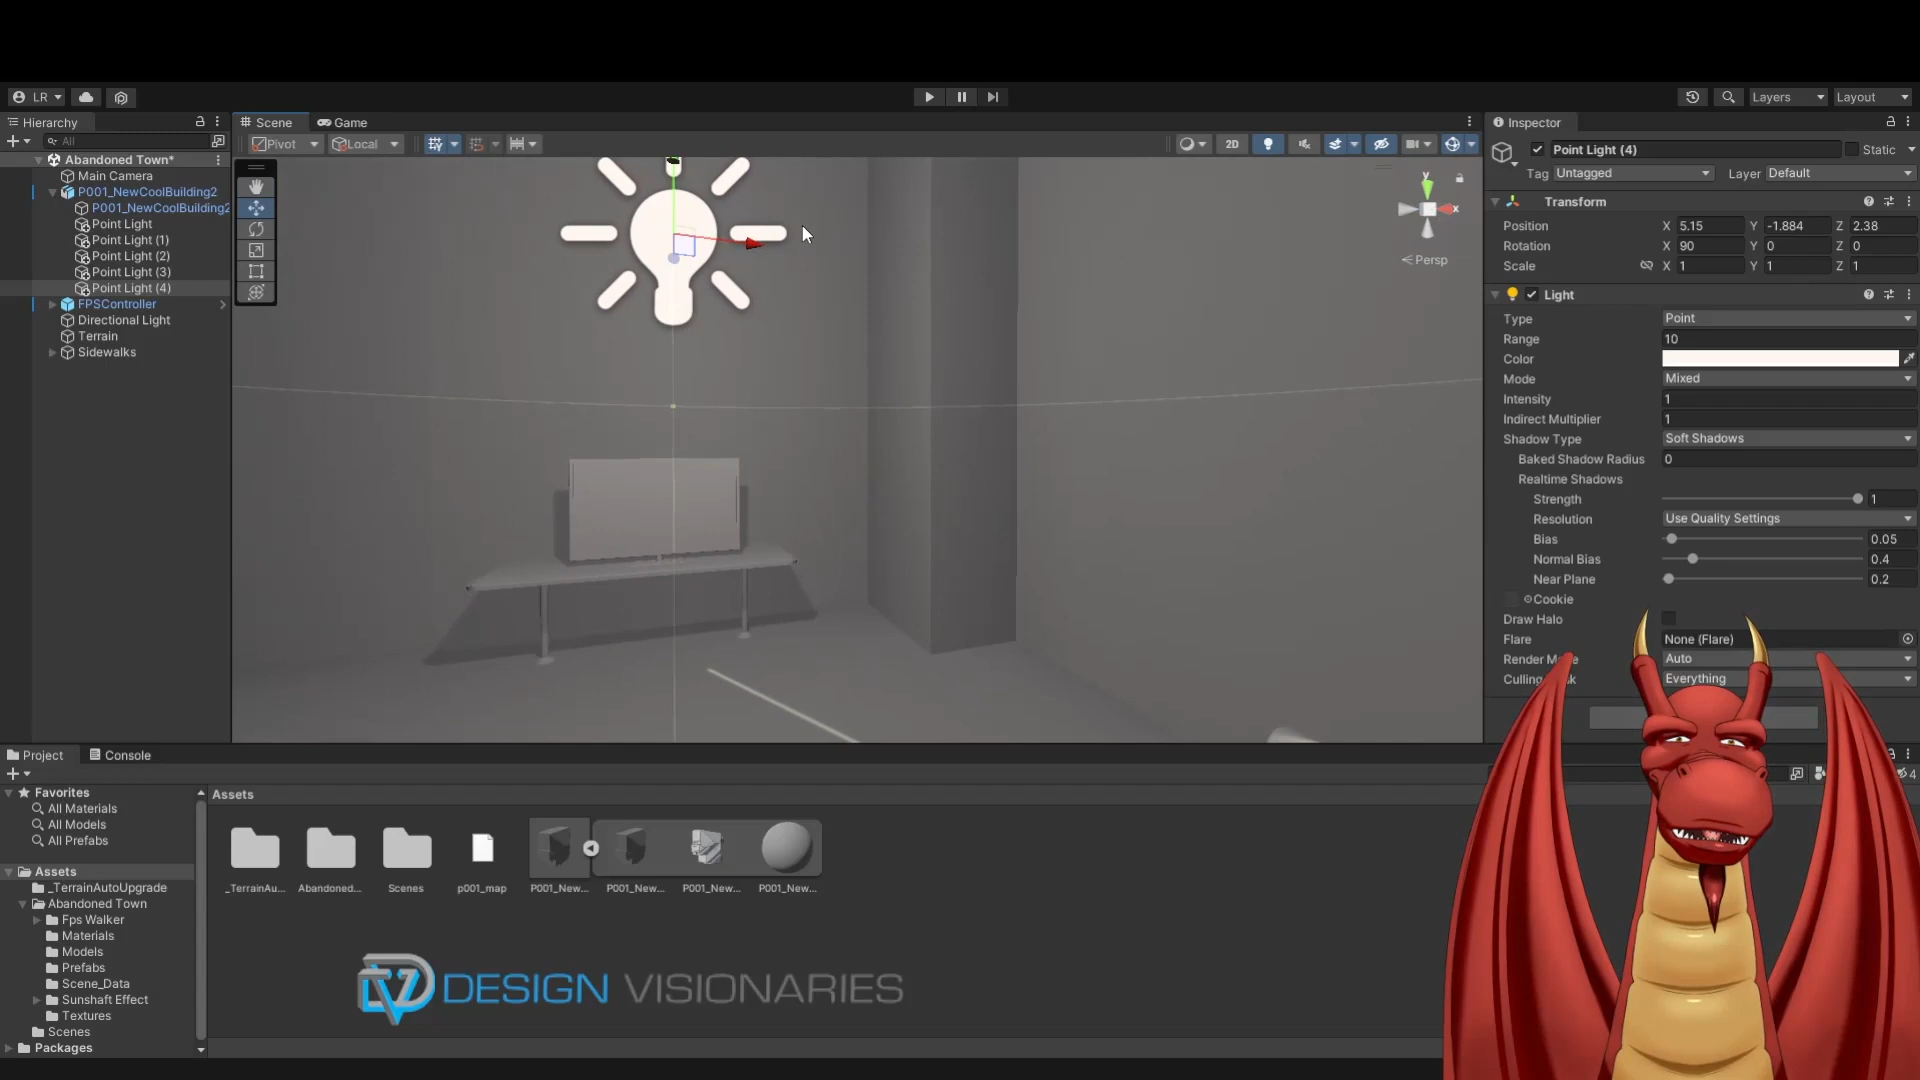 LR
Layers
Layout
Hierarchy
All
Abandoned Town*
Main Camera
P001_NewCoolBuilding2
P001_NewCoolBuilding2
Point Light
Point Light (1)
Point Light (2)
Point Light (3)
Point Light (4)
FPSController
Directional Light
Terrain
Sidewalks
Scene
Game
Pivot
Local
2D
y
x
Persp
Inspector
Point Light (4)
Static
Tag
Untagged
Layer
Default
Transform
Position X 5.15 Y -1.884 Z 2.38
Rotation X 90 Y 0 Z 0
Scale X 1 Y 1 Z 1
Light
Type Point
Range 10
Color
Mode Mixed
Intensity 1
Indirect Multiplier 1
Shadow Type Soft Shadows
Baked Shadow Radius 0
Realtime Shadows
Strength 1
Resolution Use Quality Settings
Bias 0.05
Normal Bias 0.4
Near Plane 0.2
Cookie
Draw Halo
Flare None (Flare)
Render M e Auto
Culling sk Everything
Project
Console
4
Favorites
All Materials
All Models
All Prefabs
Assets
_TerrainAutoUpgrade
Abandoned Town
Fps Walker
Materials
Models
Prefabs
Scene_Data
Sunshaft Effect
Textures
Scenes
Packages
Assets
_TerrainAu...
Abandoned...
Scenes
p001_map
P001_New...
P001_New...
P001_New...
P001_New...
DV DESIGN VISIONARIES